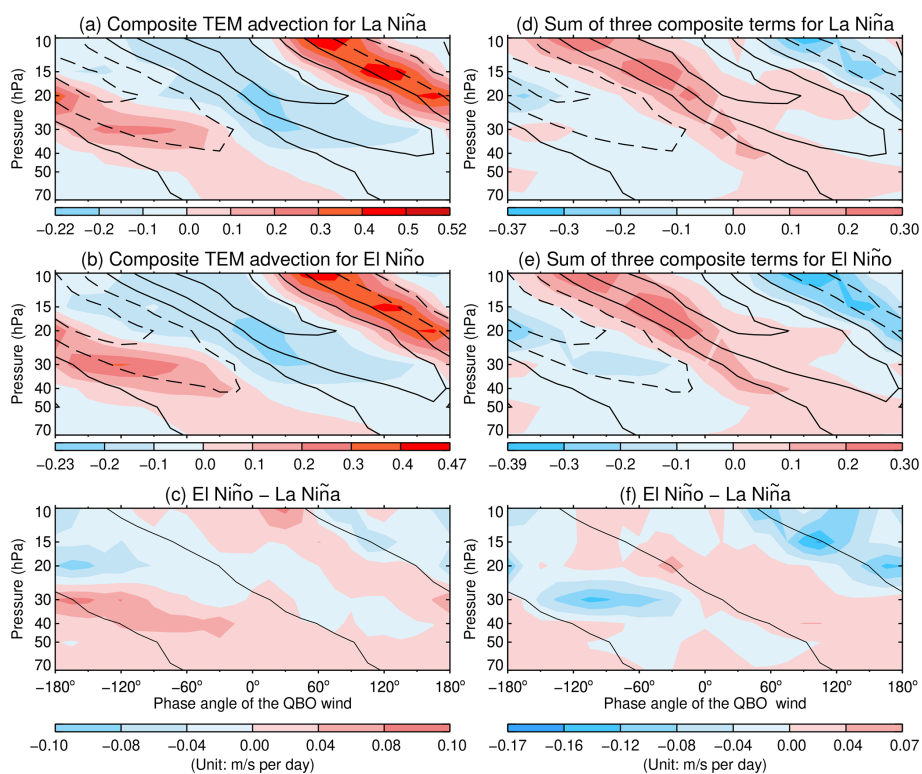 (a) Composite TEM advection for La Niña
Pressure (hPa)
10
15
20
30
40
50
70
−0.22 −0.2 −0.1 0.0 0.1 0.2 0.3 0.4 0.5 0.52
(d) Sum of three composite terms for La Niña
Pressure (hPa)
10
15
20
30
40
50
70
−0.37 −0.3 −0.2 −0.1 0.0 0.1 0.2 0.30
(b) Composite TEM advection for El Niño
Pressure (hPa)
10
15
20
30
40
50
70
−0.23 −0.2 −0.1 0.0 0.1 0.2 0.3 0.4 0.47
(e) Sum of three composite terms for El Niño
Pressure (hPa)
10
15
20
30
40
50
70
−0.39 −0.3 −0.2 −0.1 0.0 0.1 0.2 0.30
(c) El Niño − La Niña
Pressure (hPa)
10
15
20
30
40
50
70
−180° −120° −60° 0° 60° 120° 180°
Phase angle of the QBO wind
−0.10 −0.08 −0.04 0.00 0.04 0.08 0.10
(Unit: m/s per day)
(f) El Niño − La Niña
Pressure (hPa)
10
15
20
30
40
50
70
−180° −120° −60° 0° 60° 120° 180°
Phase angle of the QBO wind
−0.17 −0.16 −0.12 −0.08 −0.04 0.00 0.04 0.07
(Unit: m/s per day)